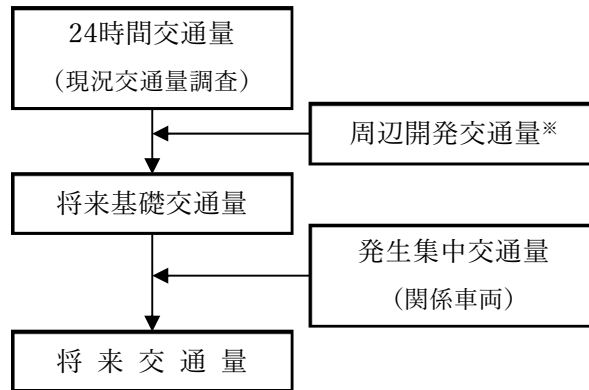 24時間交通量
（現況交通量調査）
周辺開発交通量※
将来基礎交通量
発生集中交通量
（関係車両）
将 来 交 通 量